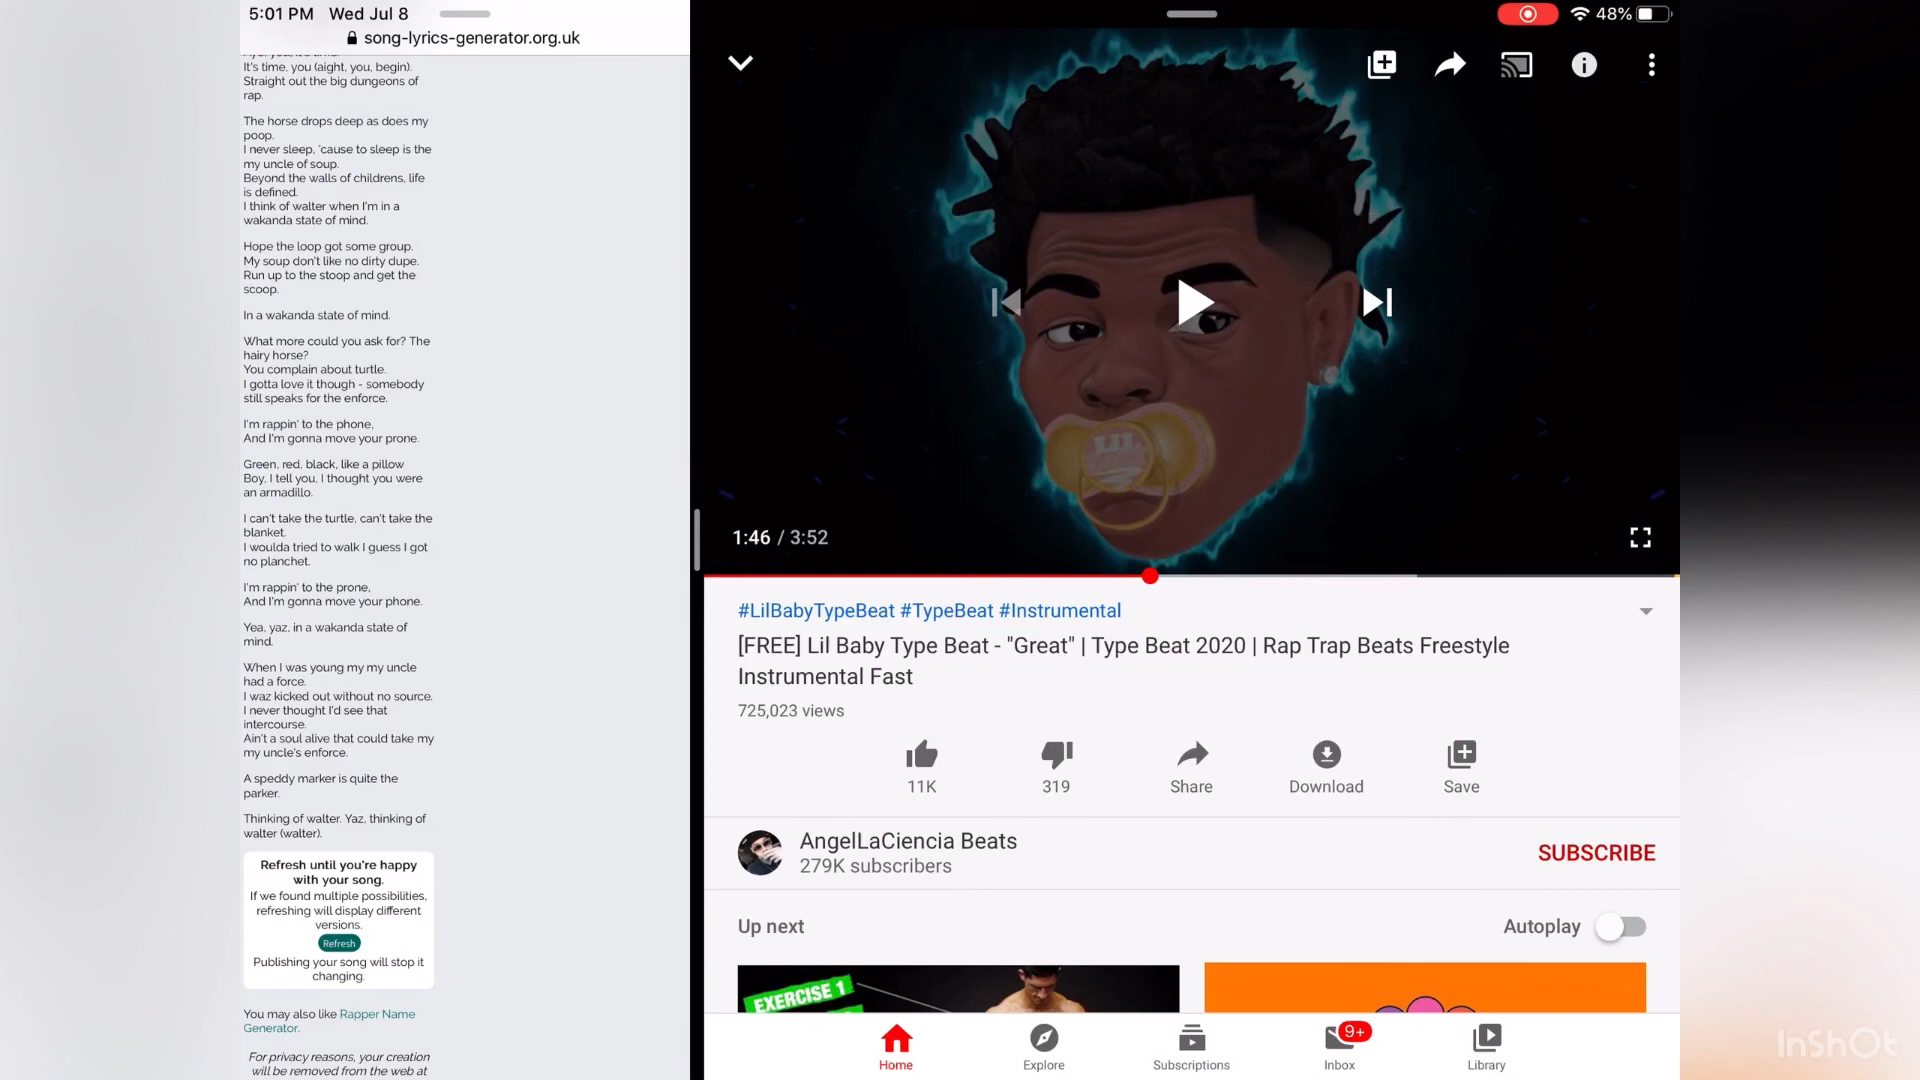 5:01 PM Wed Jul 8
song-lyrics-generator.org.uk
It's time, you (aight, you, begin).
Straight out the big dungeons of
rap.
The horse drops deep as does my
poop.
I never sleep, 'cause to sleep is the
my uncle of soup.
Beyond the walls of childrens, life
is defined.
I think of walter when I'm in a
wakanda state of mind.
Hope the loop got some group.
My soup don't like no dirty dupe.
Run up to the stoop and get the
scoop.
In a wakanda state of mind.
What more could you ask for? The
hairy horse?
You complain about turtle.
I gotta love it though - somebody
still speaks for the enforce.
I'm rappin' to the phone,
And I'm gonna move your prone.
Green, red, black, like a pillow
Boy, I tell you, I thought you were
an armadillo.
I can't take the turtle, can't take the
blanket.
I woulda tried to walk I guess I got
no planchet.
I'm rappin' to the prone,
And I'm gonna move your phone.
Yea, yaz, in a wakanda state of
mind.
When I was young my my uncle
had a force.
I waz kicked out without no source.
I never thought I'd see that
intercourse.
Ain't a soul alive that could take my
my uncle's enforce.
A speddy marker is quite the
parker.
Thinking of walter. Yaz, thinking of
walter (walter).
Refresh until you're happy
with your song.
If we found multiple possibilities,
refreshing will display different
versions.
Refresh
Publishing your song will stop it
changing.
You may also like Rapper Name
Generator.
For privacy reasons, your creation
will be removed from the web at
48%
LIL
1:46 / 3:52
#LilBabyTypeBeat #TypeBeat #Instrumental
[FREE] Lil Baby Type Beat - "Great" | Type Beat 2020 | Rap Trap Beats Freestyle
Instrumental Fast
725,023 views
11K
319
Share
Download
Save
AngelLaCiencia Beats
279K subscribers
SUBSCRIBE
Up next
Autoplay
EXERCISE 1
Home
Explore
Subscriptions
9+
Inbox
Library
InShOt